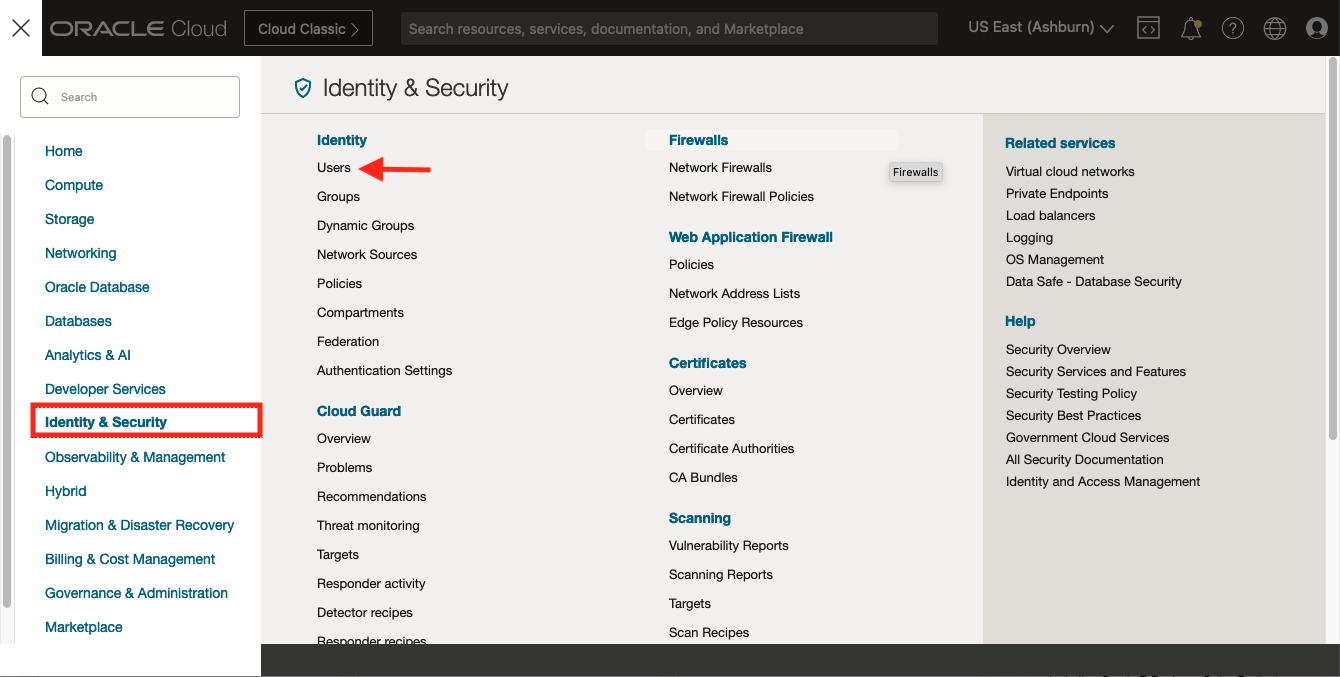 ORACLE Cloud
Cloud Classic >
Search resources, services, documentation, and Marketplace
US East (Ashburn)
Search
Home
Compute
Storage
Networking
Oracle Database
Databases
Analytics & AI
Developer Services
Identity & Security
Observability & Management
Hybrid
Migration & Disaster Recovery
Billing & Cost Management
Governance & Administration
Marketplace
Identity & Security
Identity
Users
Groups
Dynamic Groups
Network Sources
Policies
Compartments
Federation
Authentication Settings
Cloud Guard
Overview
Problems
Recommendations
Threat monitoring
Targets
Responder activity
Detector recipes
Responder recipes
Firewalls
Network Firewalls
Firewalls
Network Firewall Policies
Web Application Firewall
Policies
Network Address Lists
Edge Policy Resources
Certificates
Overview
Certificates
Certificate Authorities
CA Bundles
Scanning
Vulnerability Reports
Scanning Reports
Targets
Scan Recipes
Related services
Virtual cloud networks
Private Endpoints
Load balancers
Logging
OS Management
Data Safe - Database Security
Help
Security Overview
Security Services and Features
Security Testing Policy
Security Best Practices
Government Cloud Services
All Security Documentation
Identity and Access Management